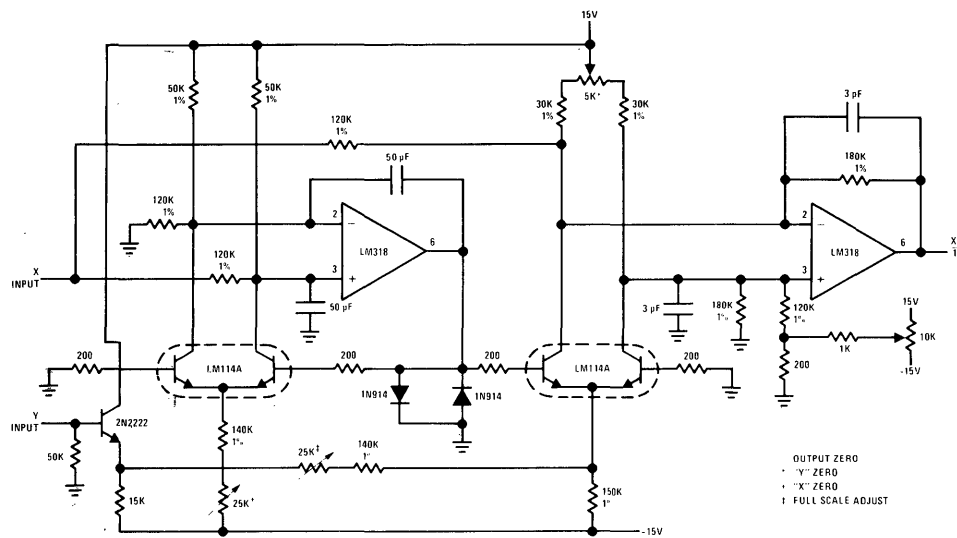 15V
50K
1%
50K
1%
5K+
30K
1%
30K
1%
3 pF
120K
1%
180K
1%
50 pF
120K
1%
2
LM318
6
3
2
LM318
6
3
X
120K
1%
X
INPUT
50 pF
3 pF
180K
1%
120K
1%
15V
10K
-15V
1K
200
200
LM114A
200
200
LM114A
200
1N914
1N914
Y
INPUT
2N2222
50K
140K
1%
25K‡
140K
15K
25K+
150K
-15V
OUTPUT ZERO
"Y" ZERO
+ "X" ZERO
‡ FULL SCALE ADJUST